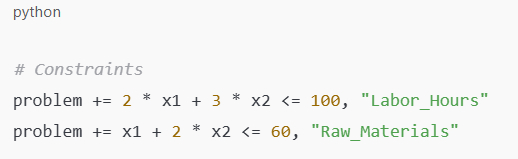 python
# Constraints
problem += 2 * x1 + 3 * x2 <= 100, "Labor_Hours"
problem += x1 + 2 * x2 <= 60, "Raw_Materials"